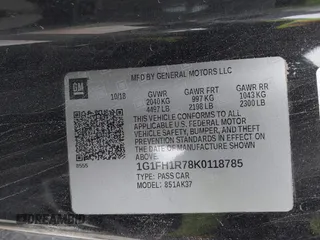 MFD BY GENERAL MOTORS LLC
GM
10/18 GVWR GAWR FRT GAWR RR
2040 KG 997 KG 1043 KG
4497 LB 2198 LB 2300 LB
THIS VEHICLE CONFORMS TO ALL
APPLICABLE U.S. FEDERAL MOTOR
VEHICLE SAFETY, BUMPER, AND THEFT
PREVENTION STANDARDS IN EFFECT ON
THE DATE OF MANUFACTURE SHOWN
ABOVE.
1G1FH1R78K0118785
TYPE: PASS CAR
MODEL: 851AK37